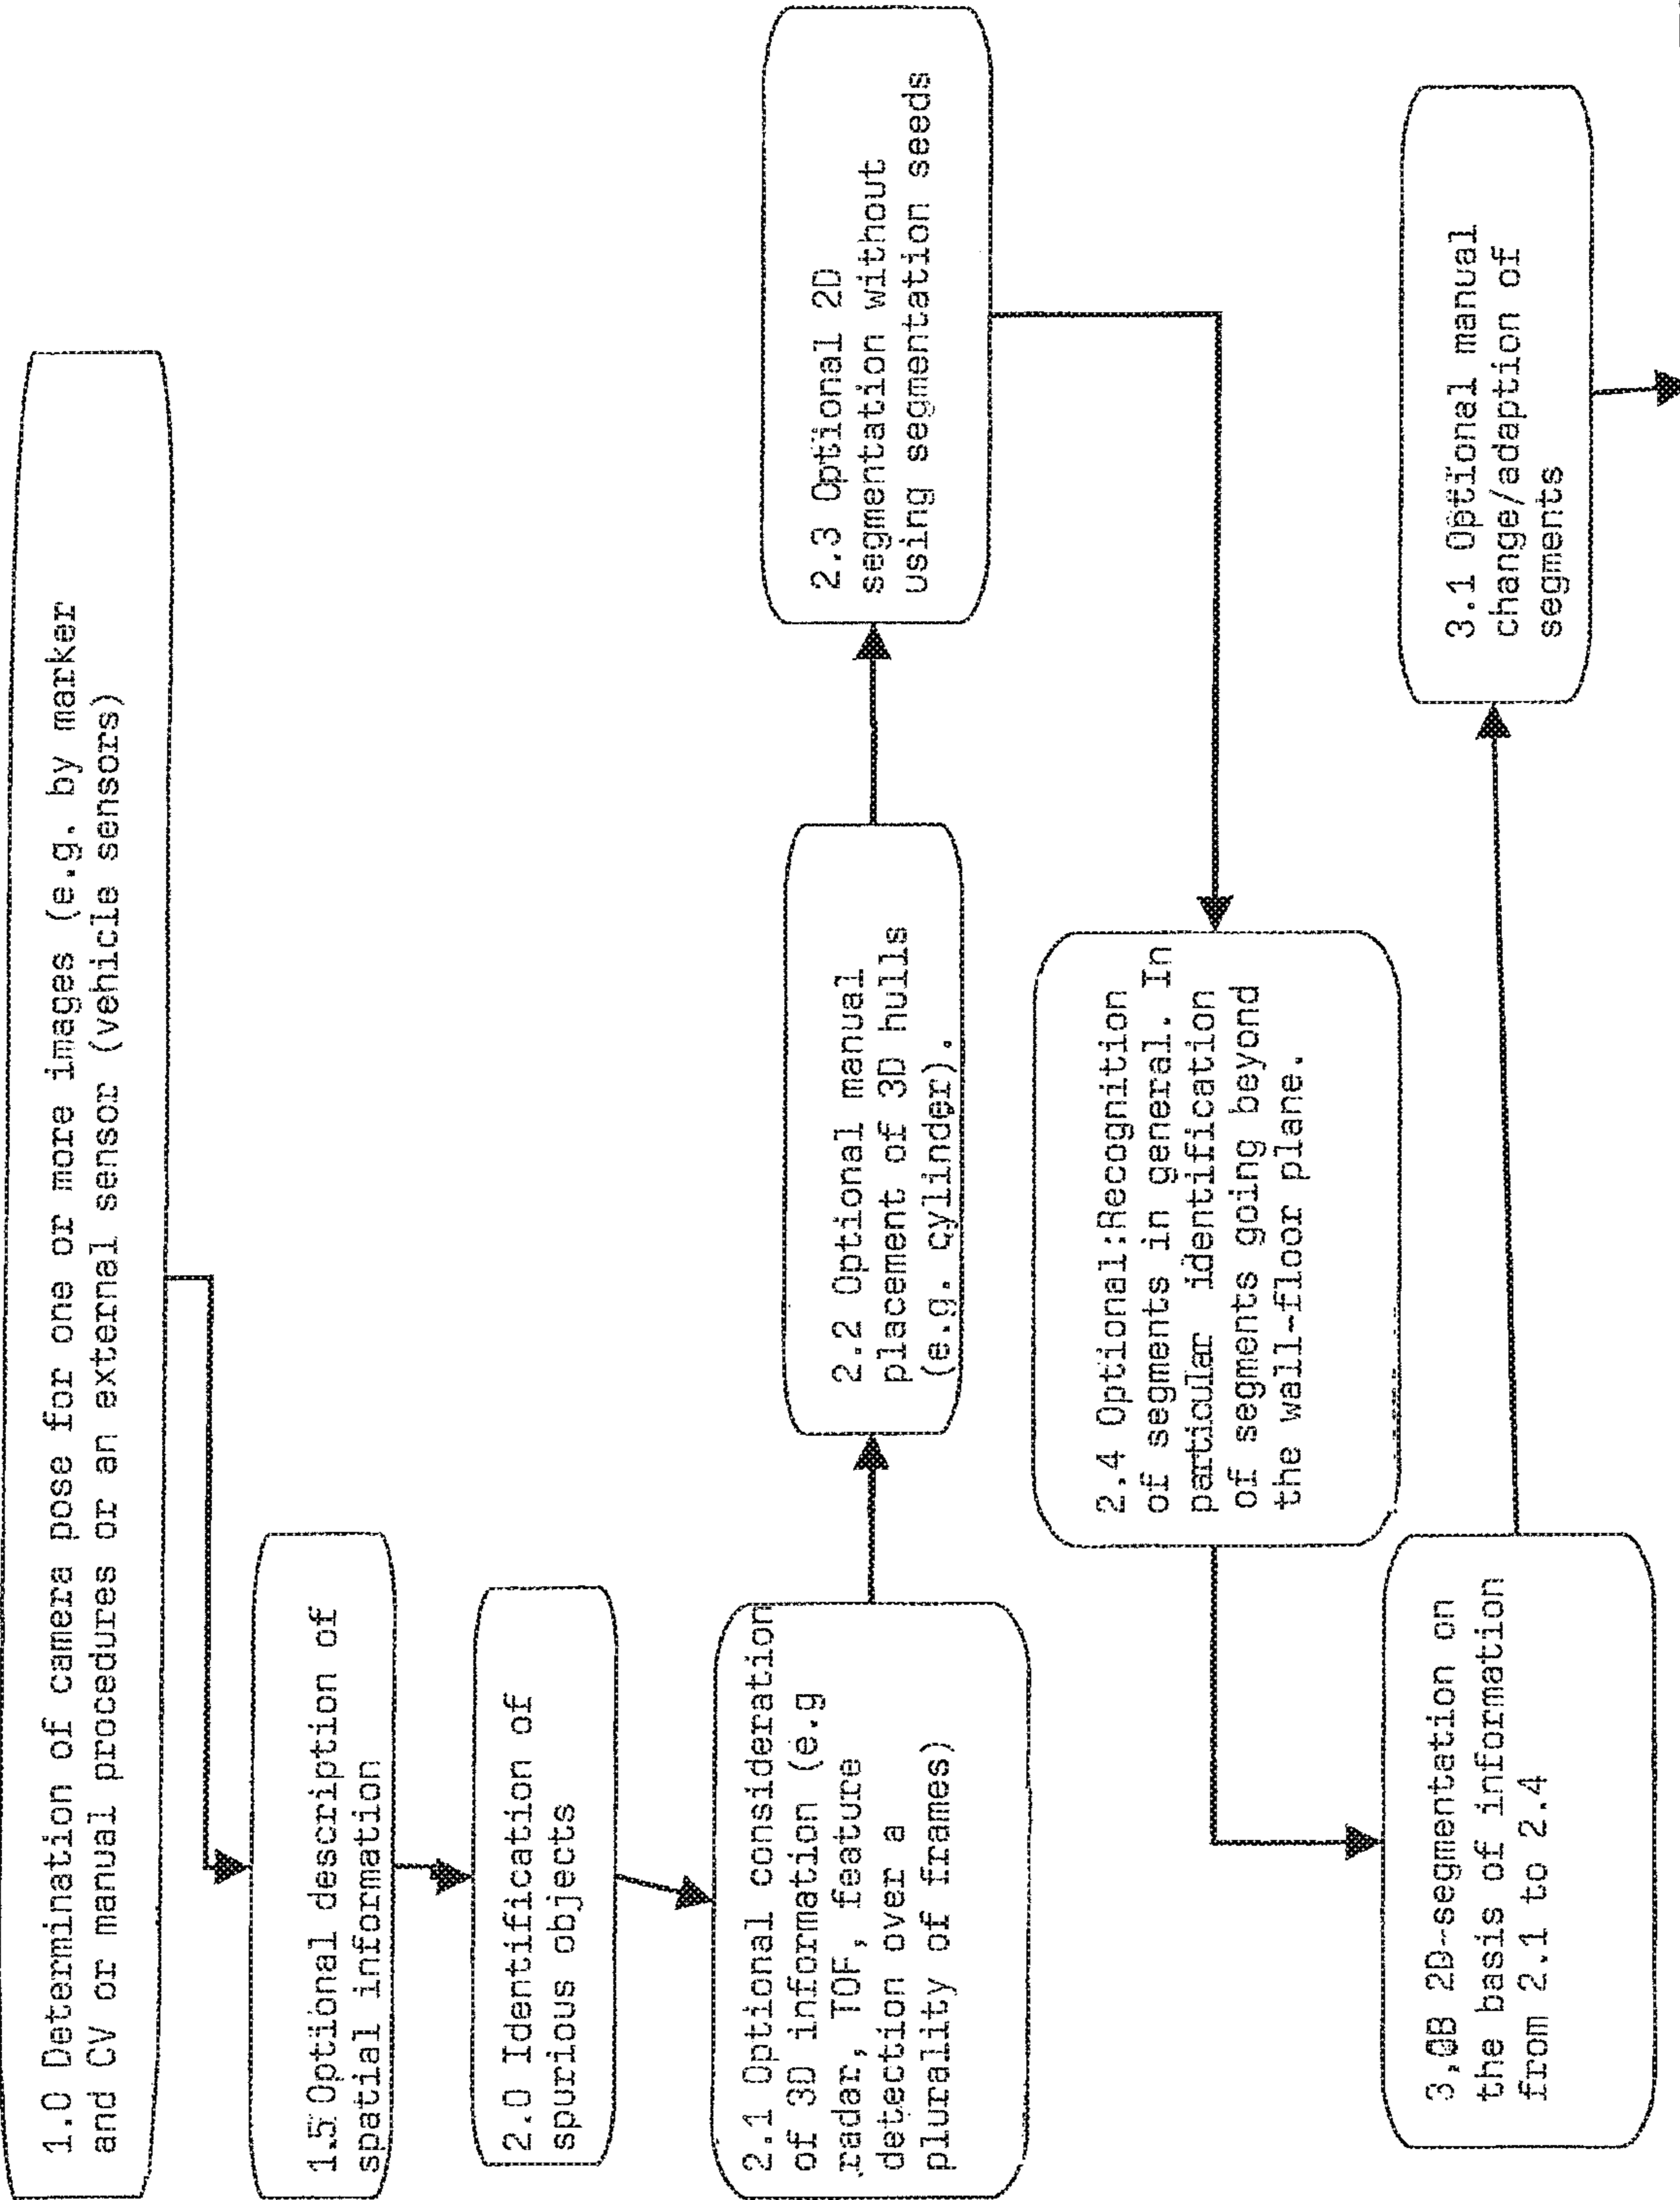 1.0 Determination of camera pose for one or more images (e.g. by marker
and CV or manual procedures or an external sensor (vehicle sensors)
1.5 Optional description of
spatial information
2.0 Identification of
spurious objects
2.1 Optional consideration
of 3D information (e.g
radar, TOF, feature
detection over a
plurality of frames)
2.2 Optional manual
placement of 3D hulls
(e.g. cylinder).
2.3 Optional 2D
segmentation without
using segmentation seeds
2.4 Optional:Recognition
of segments in general. In
particular identification
of segments going beyond
the wall-floor plane.
3,0B 2D-segmentation on
the basis of information
from 2.1 to 2.4
3.1 Optional manual
change/adaption of
segments